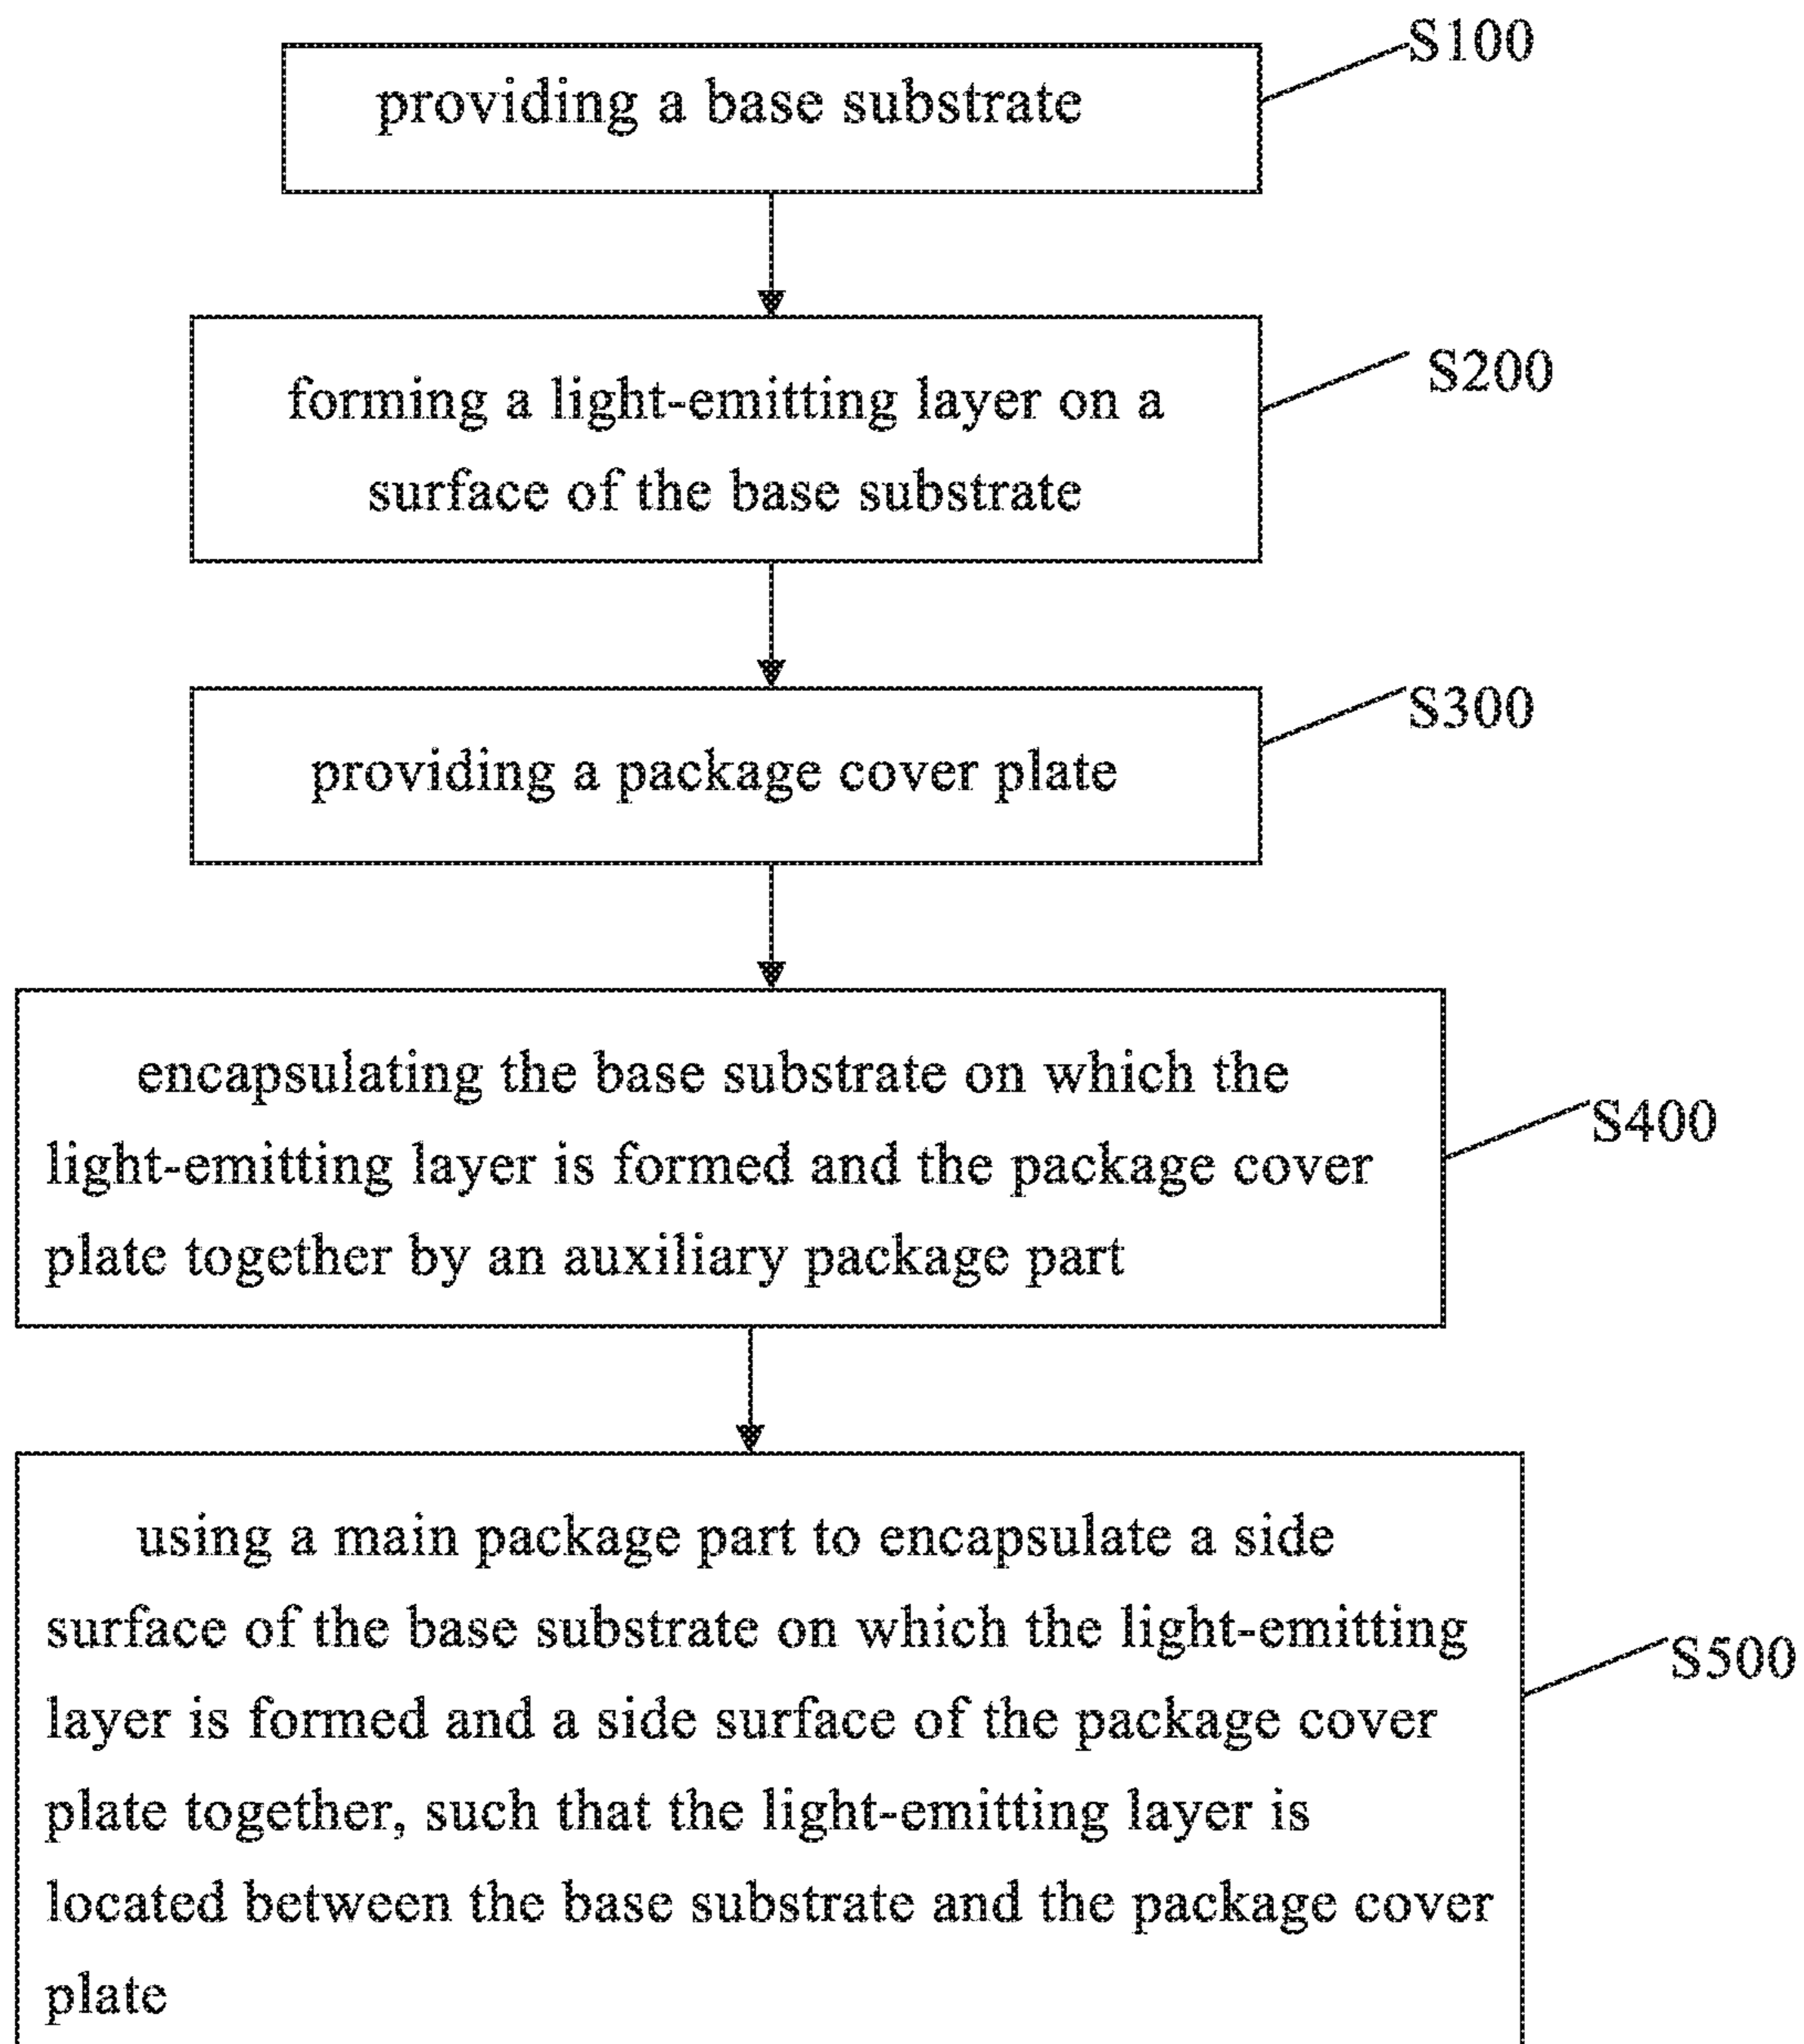 S100
providing a base substrate
S200
forming a light-emitting layer on a
surface of the base substrate
S300
providing a package cover plate
S400
encapsulating the base substrate on which the
light-emitting layer is formed and the package cover
plate together by an auxiliary package part
S500
using a main package part to encapsulate a side
surface of the base substrate on which the light-emitting
layer is formed and a side surface of the package cover
plate together, such that the light-emitting layer is
located between the base substrate and the package cover
plate